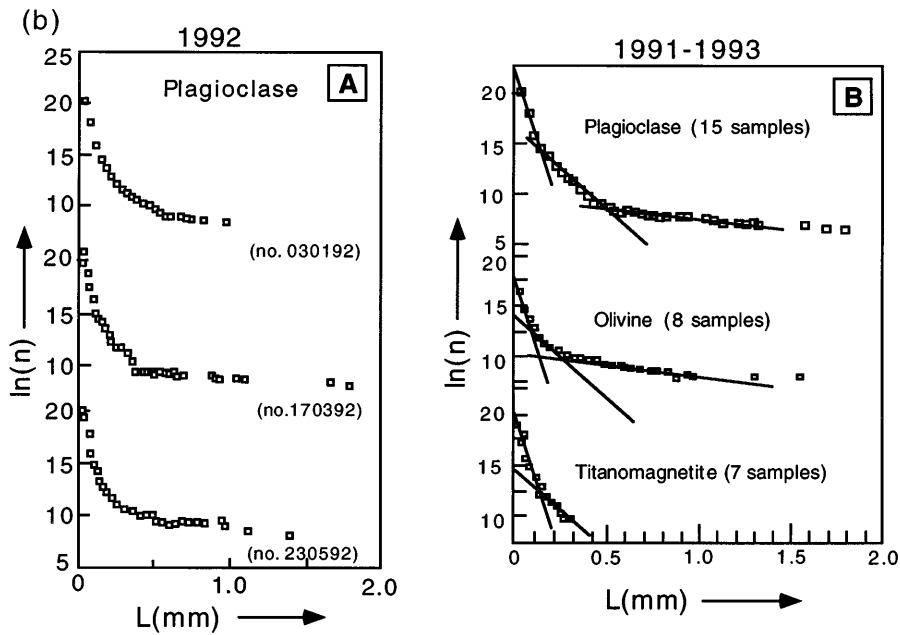 (b)
1992
25
20
15
10
20
15
10
20
15
10
5
Plagioclase
A
(no. 030192)
(no.170392)
(no. 230592)
0
1.0
2.0
ln(n)
L(mm)
1991-1993
20
15
10
5
20
15
10
20
15
10
B
Plagioclase (15 samples)
Olivine (8 samples)
Titanomagnetite (7 samples)
0
0.5
1.0
1.5
2.0
ln(n)
L(mm)